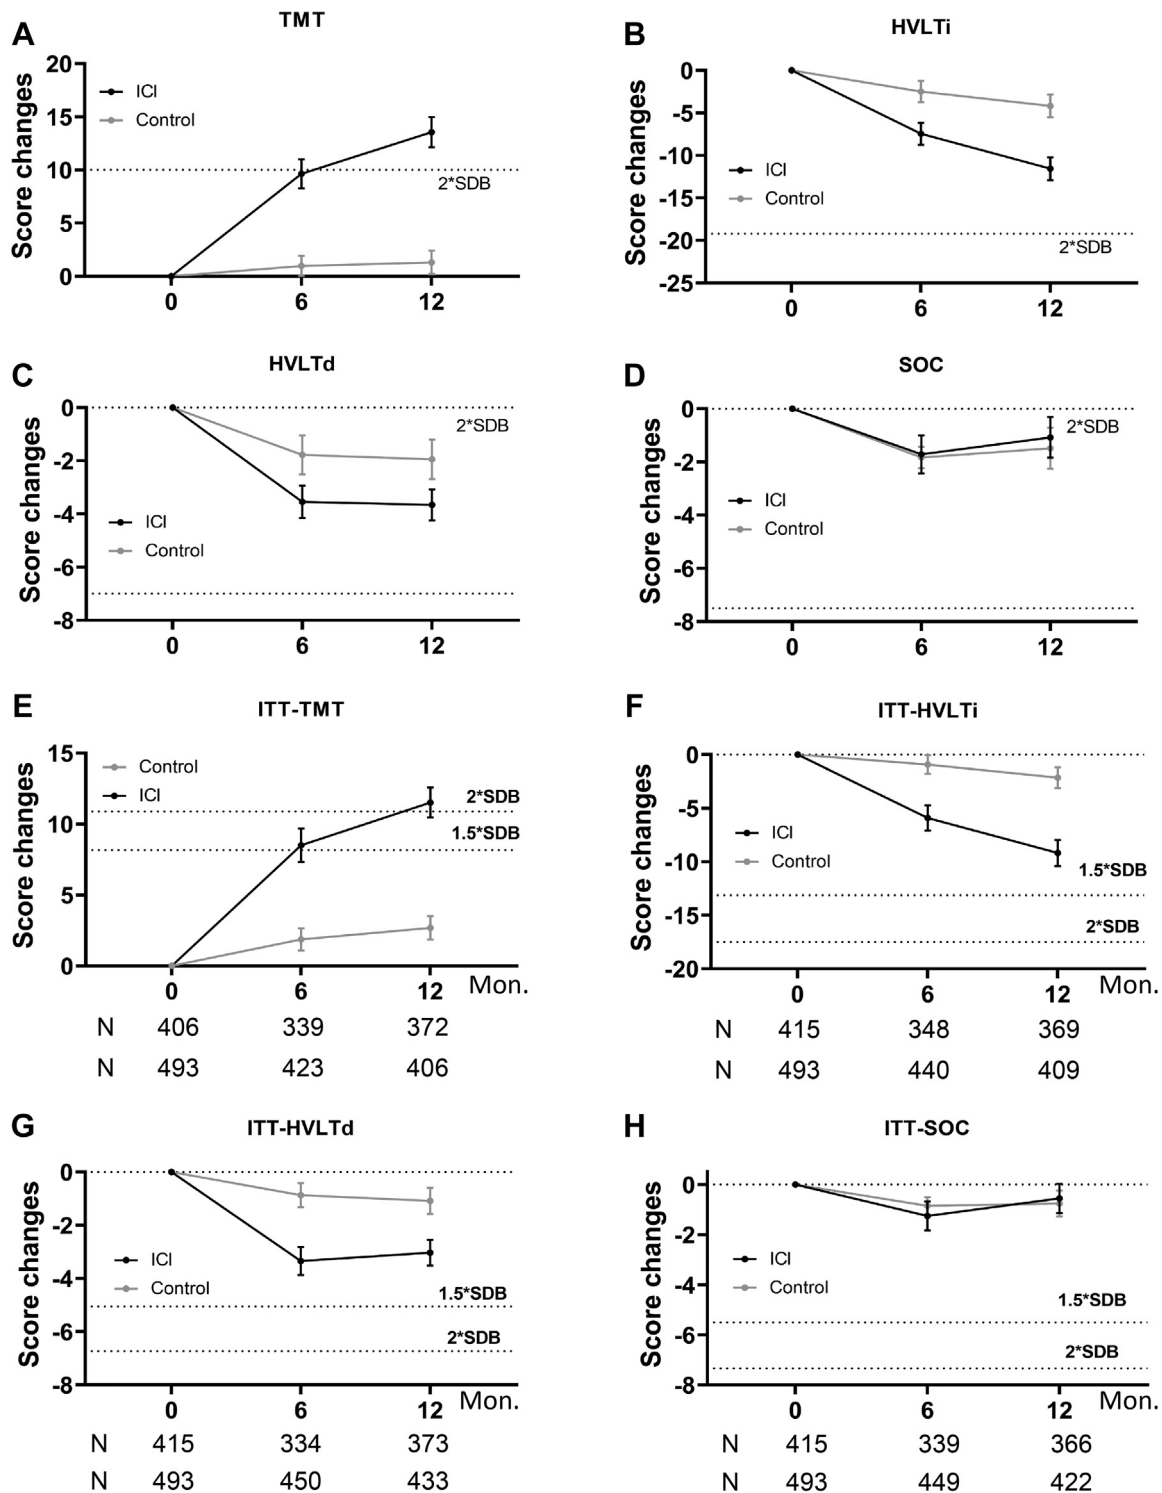 A
TMT
Score changes
20
15
10
5
0
ICI
Control
2*SDB
0
6
12
B
HVLTi
Score changes
0
-5
-10
-15
-20
-25
ICI
Control
2*SDB
0
6
12
C
HVLTd
Score changes
0
-2
-4
-6
-8
2*SDB
ICI
Control
0
6
12
D
SOC
Score changes
0
-2
-4
-6
-8
2*SDB
ICI
Control
0
6
12
E
ITT-TMT
Score changes
15
10
5
0
Control
ICI
2*SDB
1.5*SDB
0 6 12 Mon.
N 406 339 372
N 493 423 406
F
ITT-HVLTi
Score changes
0
-5
-10
-15
-20
ICI
Control
1.5*SDB
2*SDB
0 6 12 Mon.
N 415 348 369
N 493 440 409
G
ITT-HVLTd
Score changes
0
-2
-4
-6
-8
ICI
Control
1.5*SDB
2*SDB
0 6 12 Mon.
N 415 334 373
N 493 450 433
H
ITT-SOC
Score changes
0
-2
-4
-6
-8
ICI
Control
1.5*SDB
2*SDB
0 6 12 Mon.
N 415 339 366
N 493 449 422